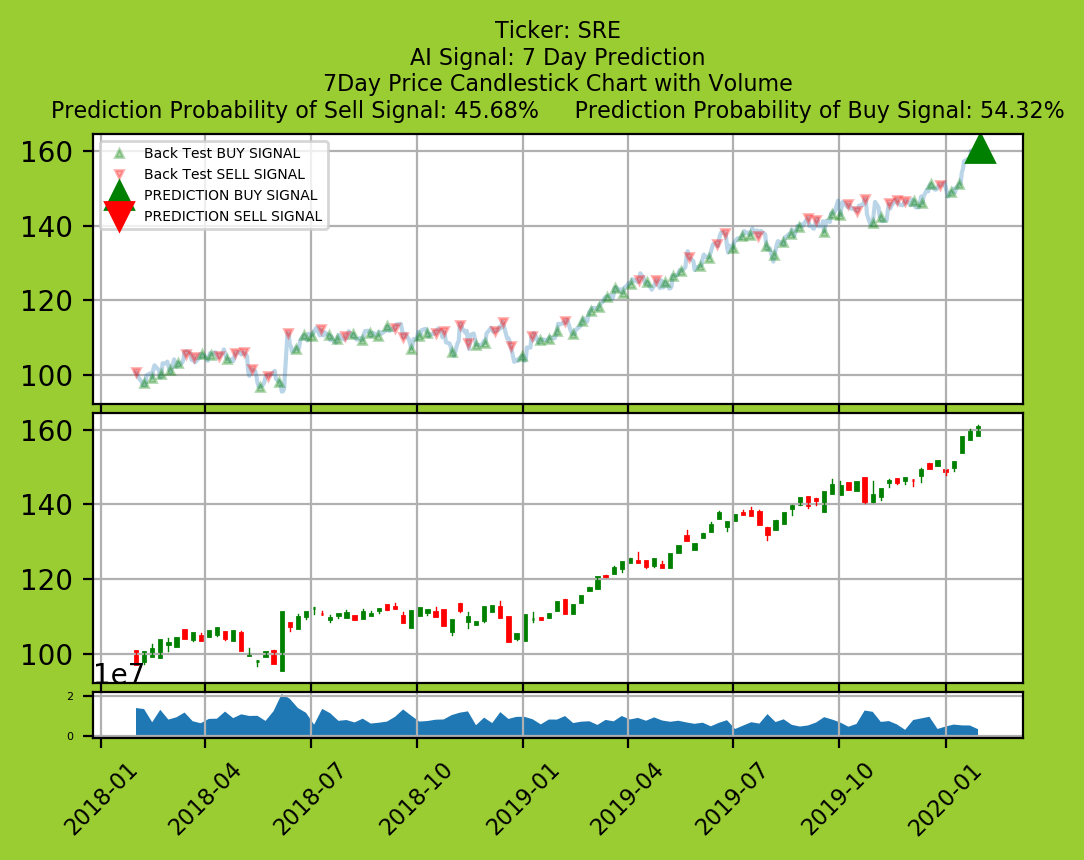 Ticker: SRE
AI Signal: 7 Day Prediction
7Day Price Candlestick Chart with Volume
Prediction Probability of Sell Signal: 45.68%     Prediction Probability of Buy Signal: 54.32%
Back Test BUY SIGNAL
Back Test SELL SIGNAL
PREDICTION BUY SIGNAL
PREDICTION SELL SIGNAL
160
140
120
100
160
140
120
100
1e7
2
0
2018-01 2018-04 2018-07 2018-10 2019-01 2019-04 2019-07 2019-10 2020-01